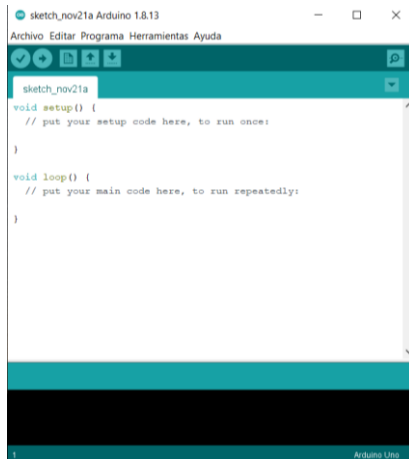 sketch_nov21a Arduino 1.8.13
Archivo Editar Programa Herramientas Ayuda
sketch_nov21a
void setup() {
// put your setup code here, to run once:
}
void loop() {
// put your main code here, to run repeatedly:
}
1 Arduino Uno